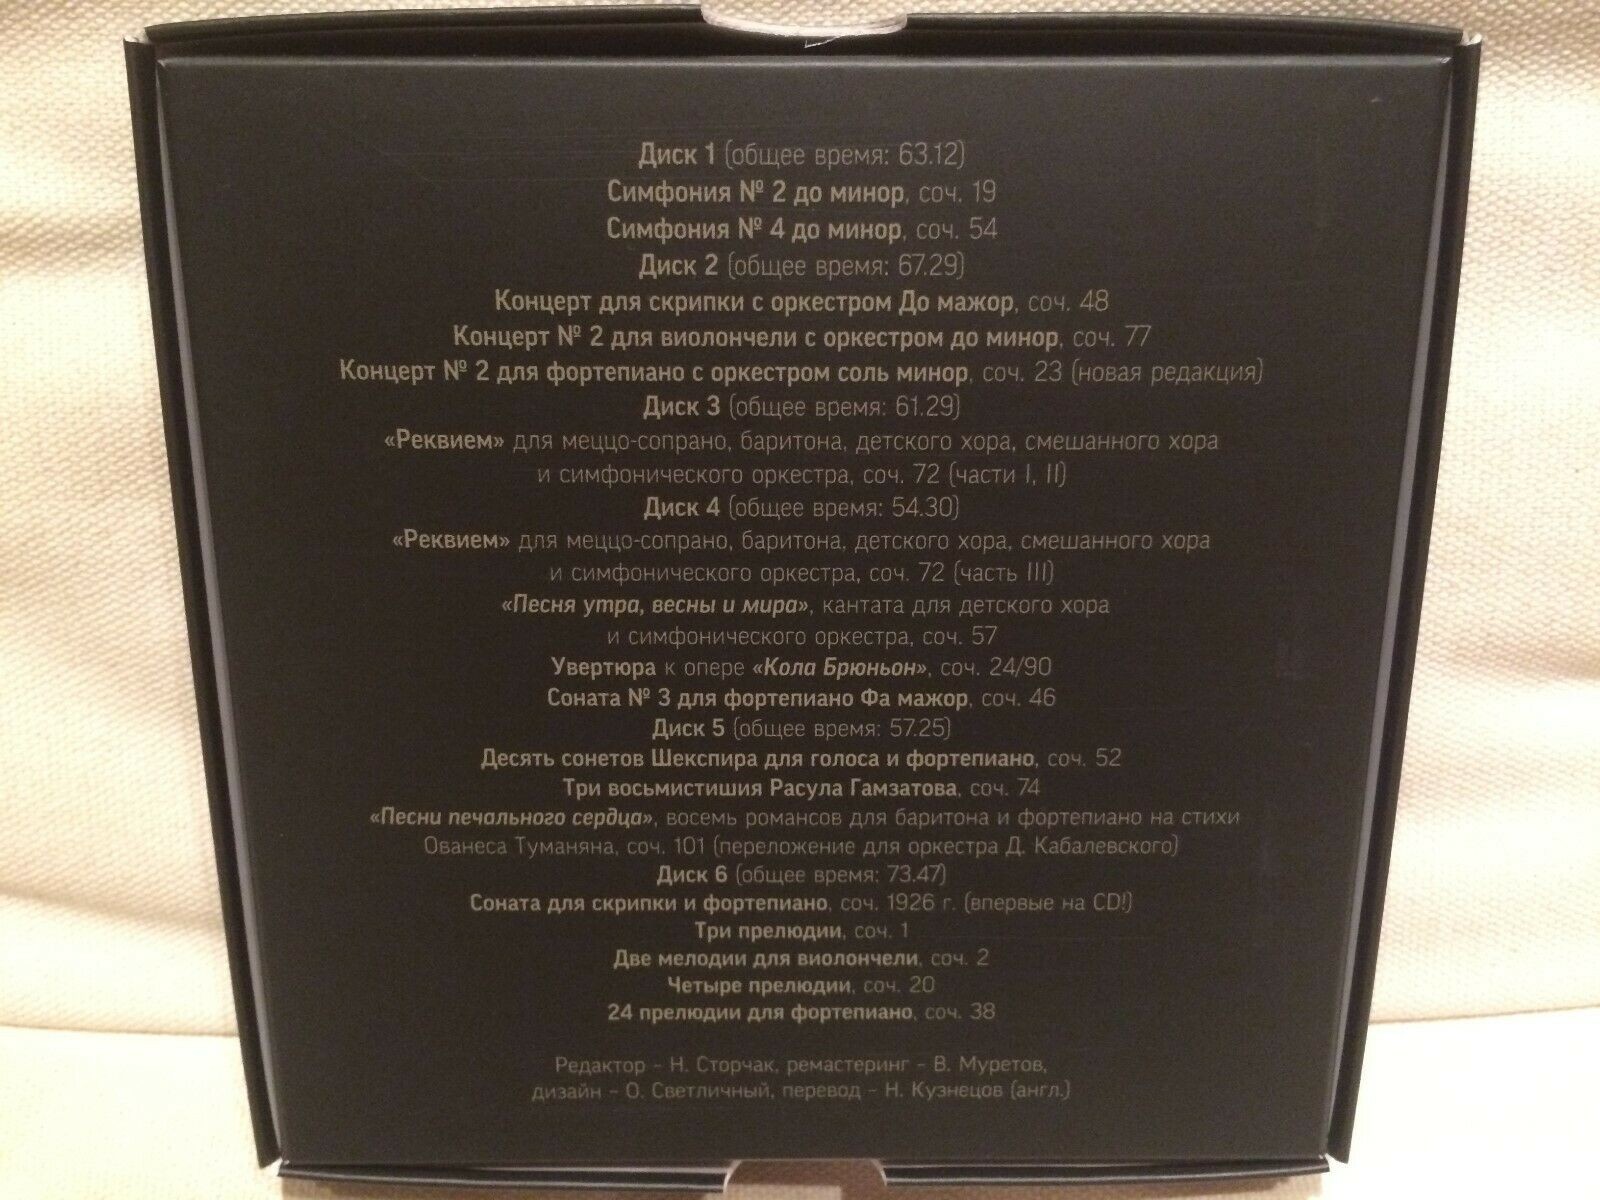 Диск 1 (общее время: 63.12)
Симфония № 2 до минор, соч. 19
Симфония № 4 до минор, соч. 54
Диск 2 (общее время: 67.29)
Концерт для скрипки с оркестром До мажор, соч. 48
Концерт № 2 для виолончели с оркестром до минор, соч. 77
Концерт № 2 для фортепиано с оркестром соль минор, соч. 23 (новая редакция)
Диск 3 (общее время: 61.29)
«Реквием» для меццо-сопрано, баритона, детского хора, смешанного хора
и симфонического оркестра, соч. 72 (части I, II)
Диск 4 (общее время: 54.30)
«Реквием» для меццо-сопрано, баритона, детского хора, смешанного хора
и симфонического оркестра, соч. 72 (часть III)
«Песня утра, весны и мира», кантата для детского хора
и симфонического оркестра, соч. 57
Увертюра к опере «Кола Брюньон», соч. 24/90
Соната № 3 для фортепиано Фа мажор, соч. 46
Диск 5 (общее время: 57.25)
Десять сонетов Шекспира для голоса и фортепиано, соч. 52
Три восьмистишия Расула Гамзатова, соч. 74
«Песни печального сердца», восемь романсов для баритона и фортепиано на стихи
Ованеса Туманяна, соч. 101 (переложение для оркестра Д. Кабалевского)
Диск 6 (общее время: 73.47)
Соната для скрипки и фортепиано, соч. 1926 г. (впервые на CD!)
Три прелюдии, соч. 1
Две мелодии для виолончели, соч. 2
Четыре прелюдии, соч. 20
24 прелюдии для фортепиано, соч. 38
Редактор – Н. Сторчак, ремастеринг – В. Муретов,
дизайн – О. Светличный, перевод – Н. Кузнецов (англ.)